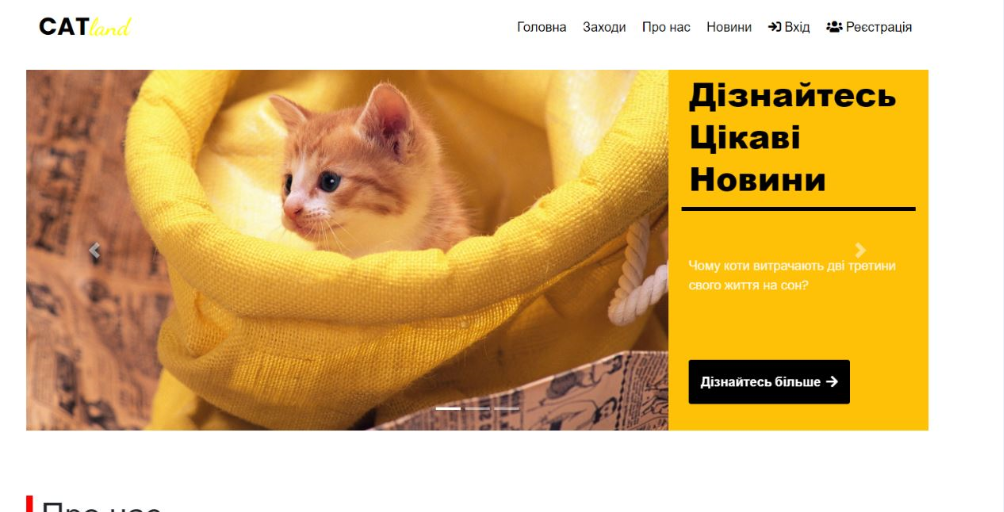 CATland
Головна Заходи Про нас Новини Вхід Реєстрація
Дізнайтесь
Цікаві
Новини
Чому коти витрачають дві третини
свого життя на сон?
Дізнайтесь більше
Про нас